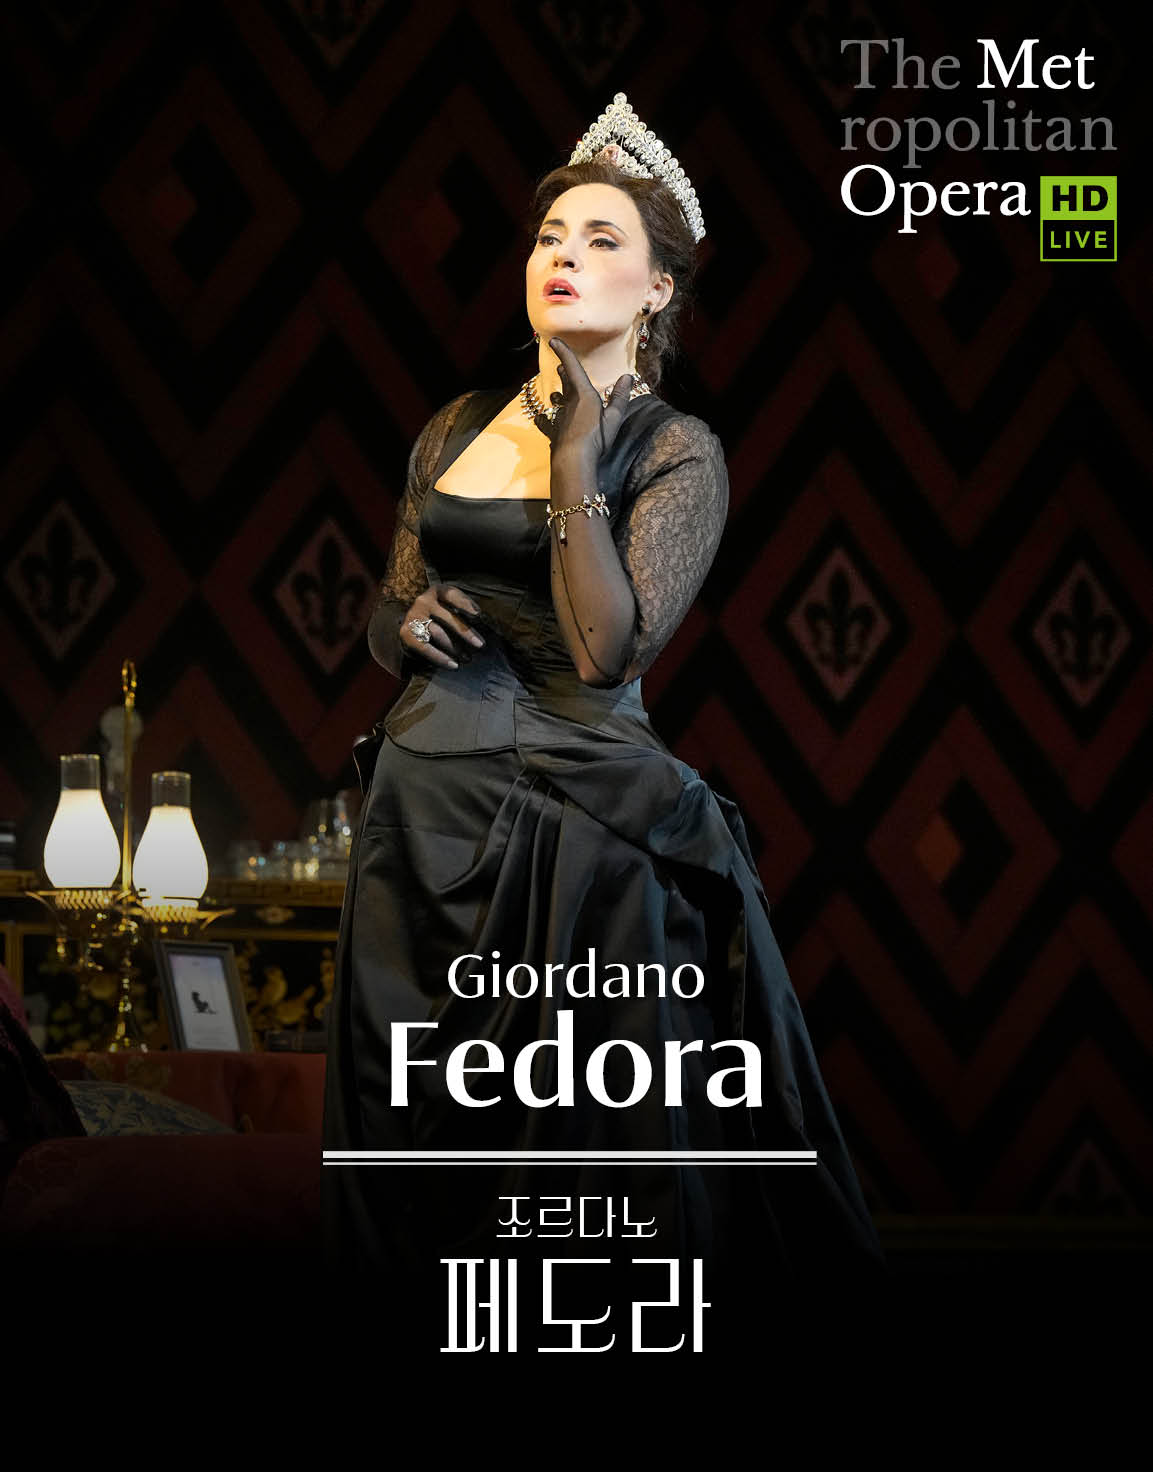 The Met
ropolitan
Opera HD
LIVE
Giordano
Fedora
조르다노
페도라